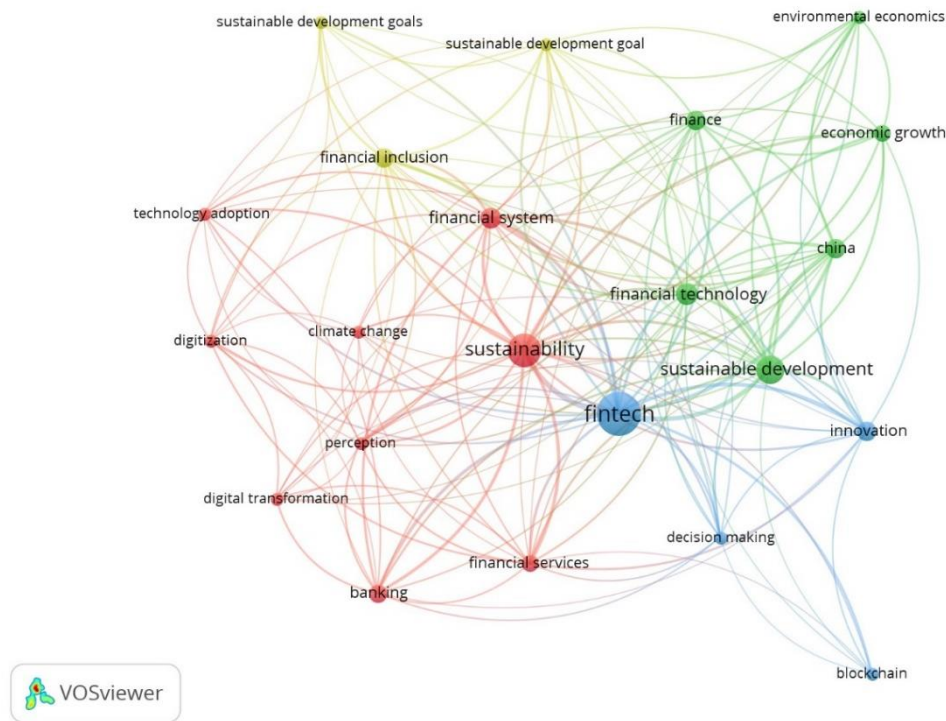 sustainable development goals
environmental economics
sustainable development goal
finance
economic growth
financial inclusion
technology adoption
financial system
china
financial technology
climate change
digitization
sustainability
sustainable development
fintech
innovation
perception
digital transformation
decision making
financial services
banking
blockchain
VOSviewer